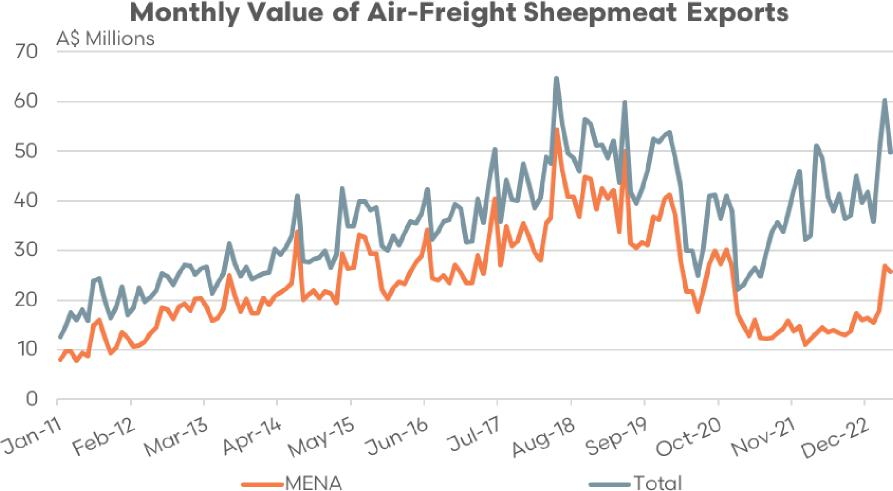 Monthly Value of Air-Freight Sheepmeat Exports
A$ Millions
70
60
50
40
30
20
10
0
Jan-11 Feb-12 Mar-13 Apr-14 May-15 Jun-16 Jul-17 Aug-18 Sep-19 Oct-20 Nov-21 Dec-22
MENA Total